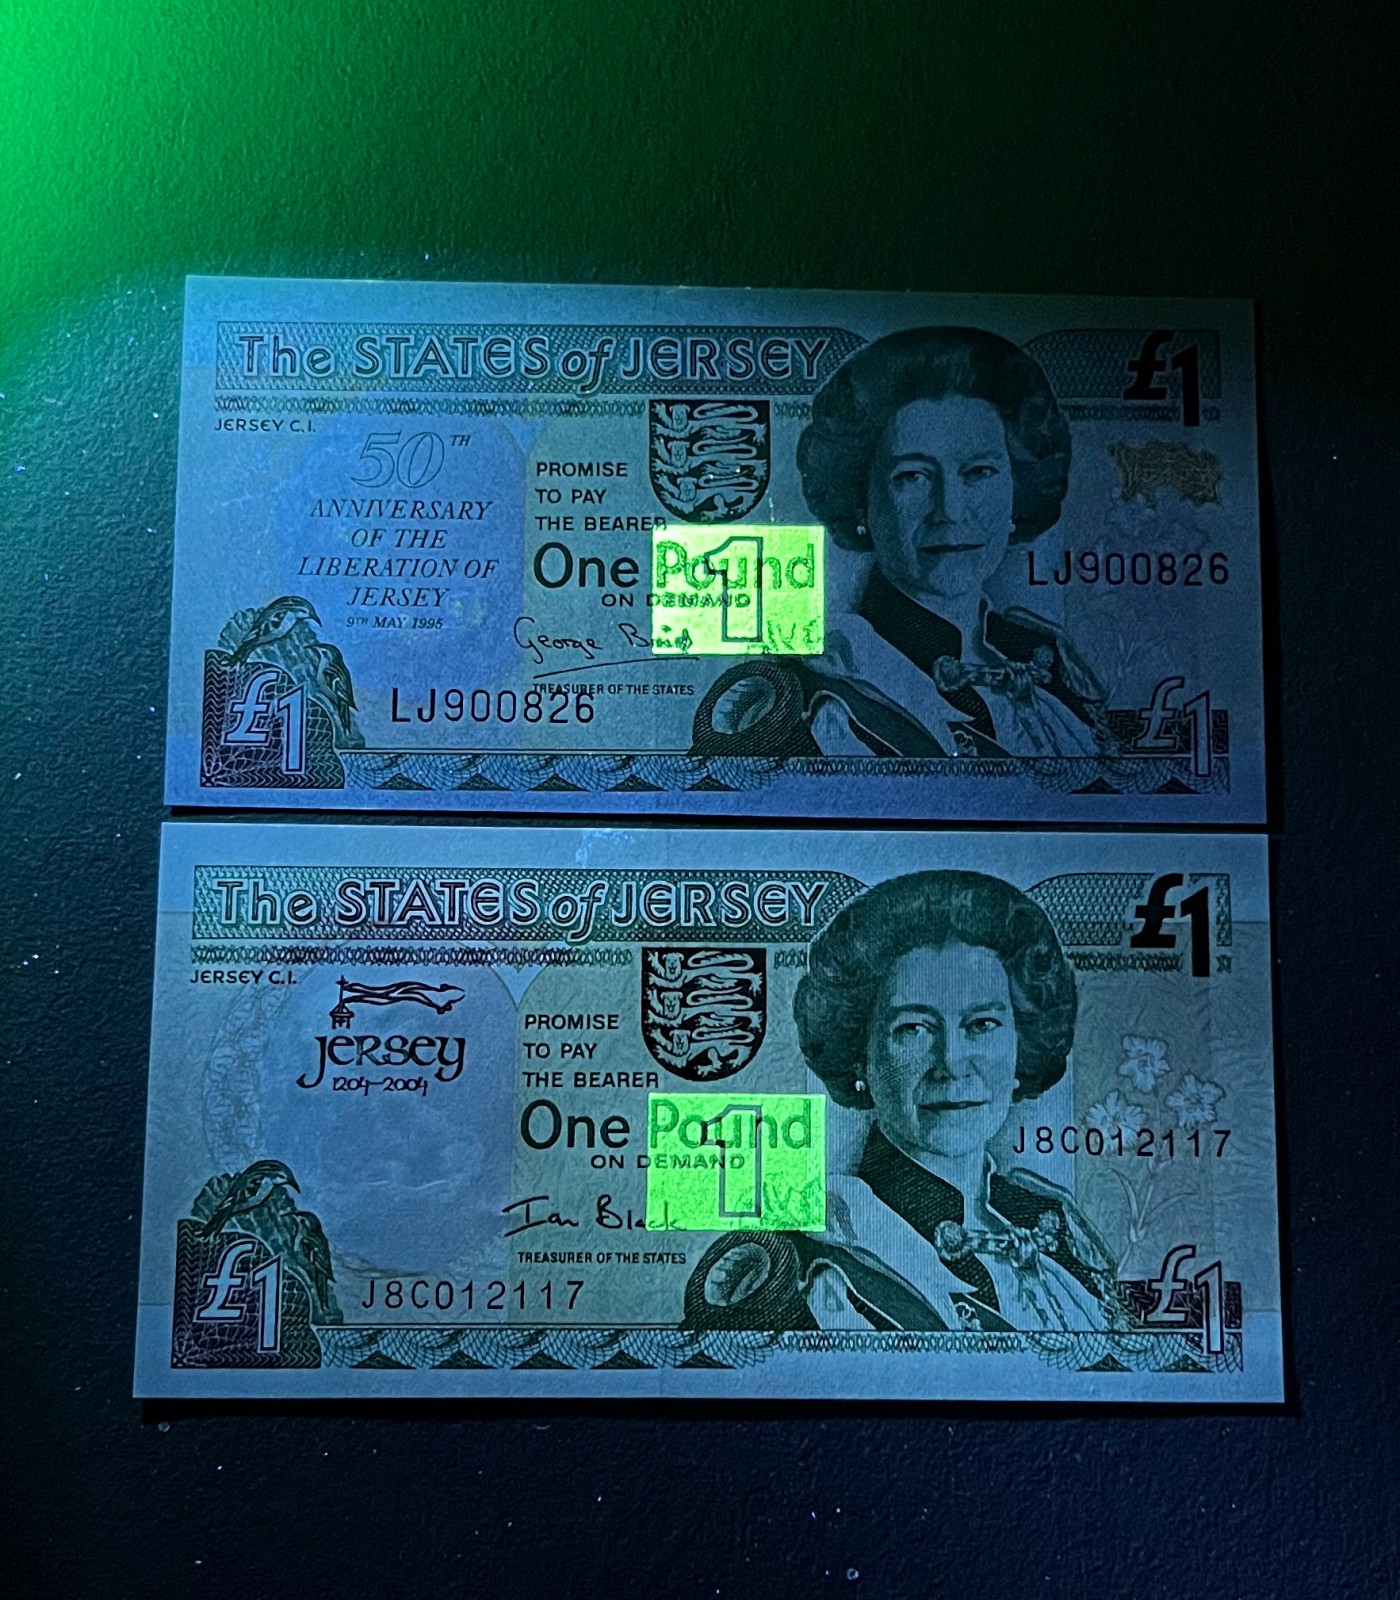 The STATES of JERSEY
£1
JERSEY C.I.
50TH
ANNIVERSARY
OF THE
LIBERATION OF
JERSEY
9TH MAY 1995
PROMISE
TO PAY
THE BEARER
One Pound
1
ON DEMAND
George Baird
TREASURER OF THE STATES
LJ900826
LJ900826
£1
£1
The STATES of JERSEY
£1
JERSEY C.I.
Jersey
1204-2004
PROMISE
TO PAY
THE BEARER
One Pound
1
ON DEMAND
Ian Black
TREASURER OF THE STATES
J8C012117
J8C012117
£1
£1